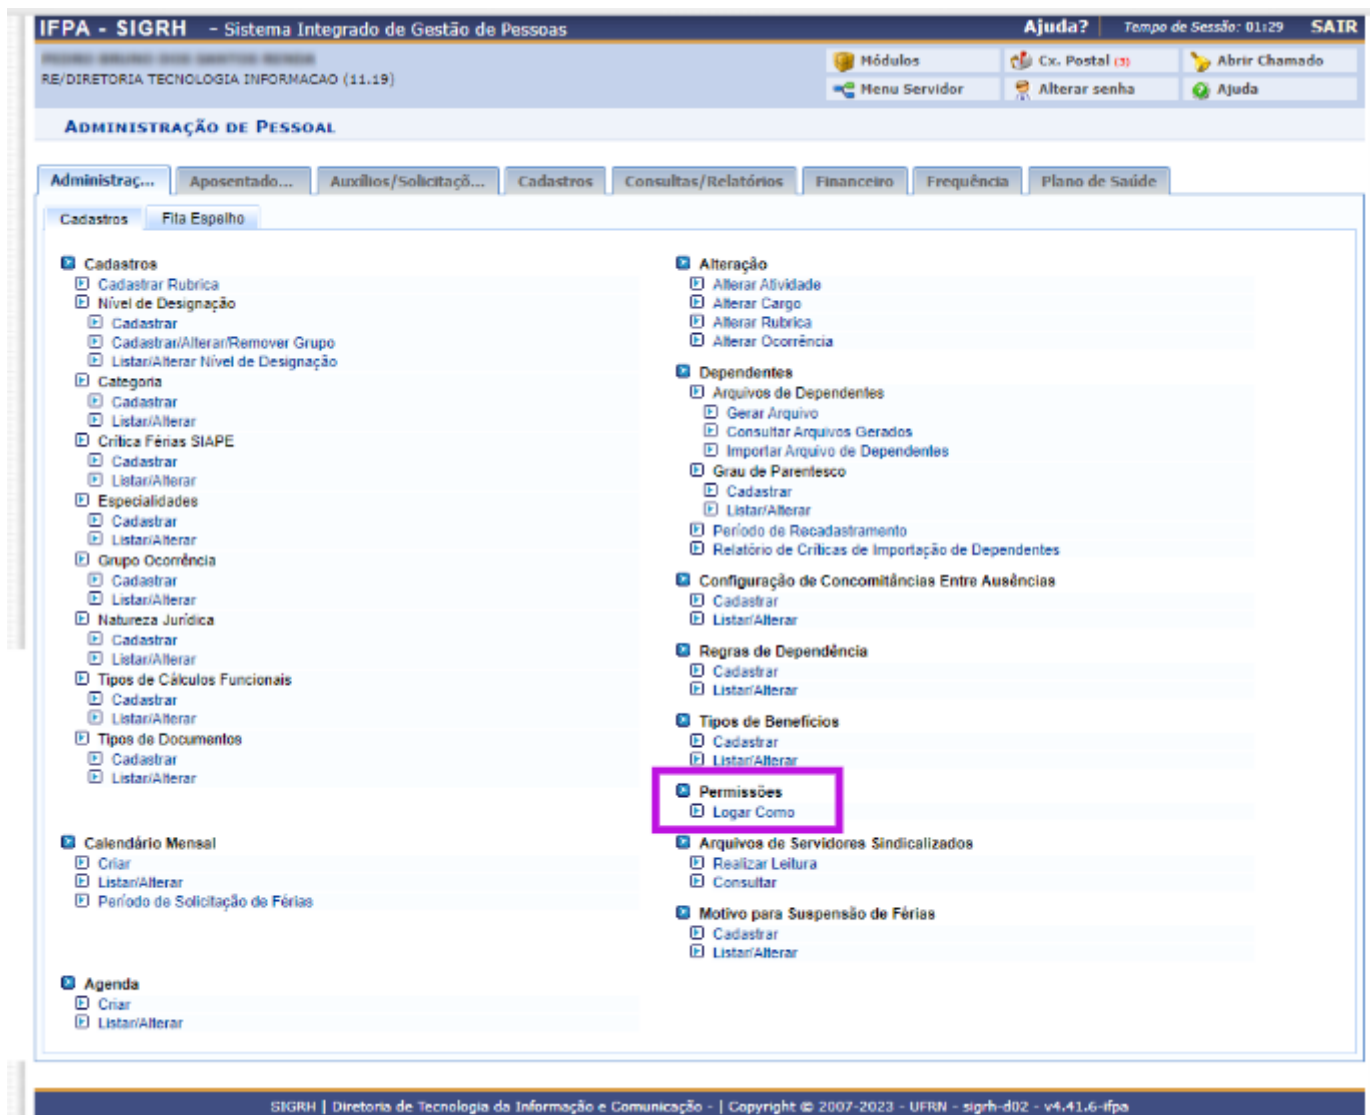 IFPA - SIGRH - Sistema Integrado de Gestão de Pessoas
Ajuda? Tempo de Sessão: 01:29 SAIR
RE/DIRETORIA TECNOLOGIA INFORMACAO (11.19)
Módulos Cx. Postal (3) Abrir Chamado
Menu Servidor Alterar senha Ajuda
ADMINISTRAÇÃO DE PESSOAL
Administraç... Aposentado... Auxílios/Solicitaçõ... Cadastros Consultas/Relatórios Financeiro Frequência Plano de Saúde
Cadastros Fita Espelho
Cadastros
Cadastrar Rubrica
Nível de Designação
Cadastrar
Cadastrar/Alterar/Remover Grupo
Listar/Alterar Nível de Designação
Categoria
Cadastrar
Listar/Alterar
Crítica Férias SIAPE
Cadastrar
Listar/Alterar
Especialidades
Cadastrar
Listar/Alterar
Grupo Ocorrência
Cadastrar
Listar/Alterar
Natureza Jurídica
Cadastrar
Listar/Alterar
Tipos de Cálculos Funcionais
Cadastrar
Listar/Alterar
Tipos de Documentos
Cadastrar
Listar/Alterar
Calendário Mensal
Criar
Listar/Alterar
Período de Solicitação de Férias
Agenda
Criar
Listar/Alterar
Alteração
Alterar Atividade
Alterar Cargo
Alterar Rubrica
Alterar Ocorrência
Dependentes
Arquivos de Dependentes
Gerar Arquivo
Consultar Arquivos Gerados
Importar Arquivo de Dependentes
Grau de Parentesco
Cadastrar
Listar/Alterar
Período de Recadastramento
Relatório de Críticas de Importação de Dependentes
Configuração de Concomitâncias Entre Ausências
Cadastrar
Listar/Alterar
Regras de Dependência
Cadastrar
Listar/Alterar
Tipos de Benefícios
Cadastrar
Listar/Alterar
Permissões
Logar Como
Arquivos de Servidores Sindicalizados
Realizar Leitura
Consultar
Motivo para Suspensão de Férias
Cadastrar
Listar/Alterar
SIGRH | Diretoria de Tecnologia da Informação e Comunicação - | Copyright © 2007-2023 - UFRN - sigrh-d02 - v4.41.6-ifpa